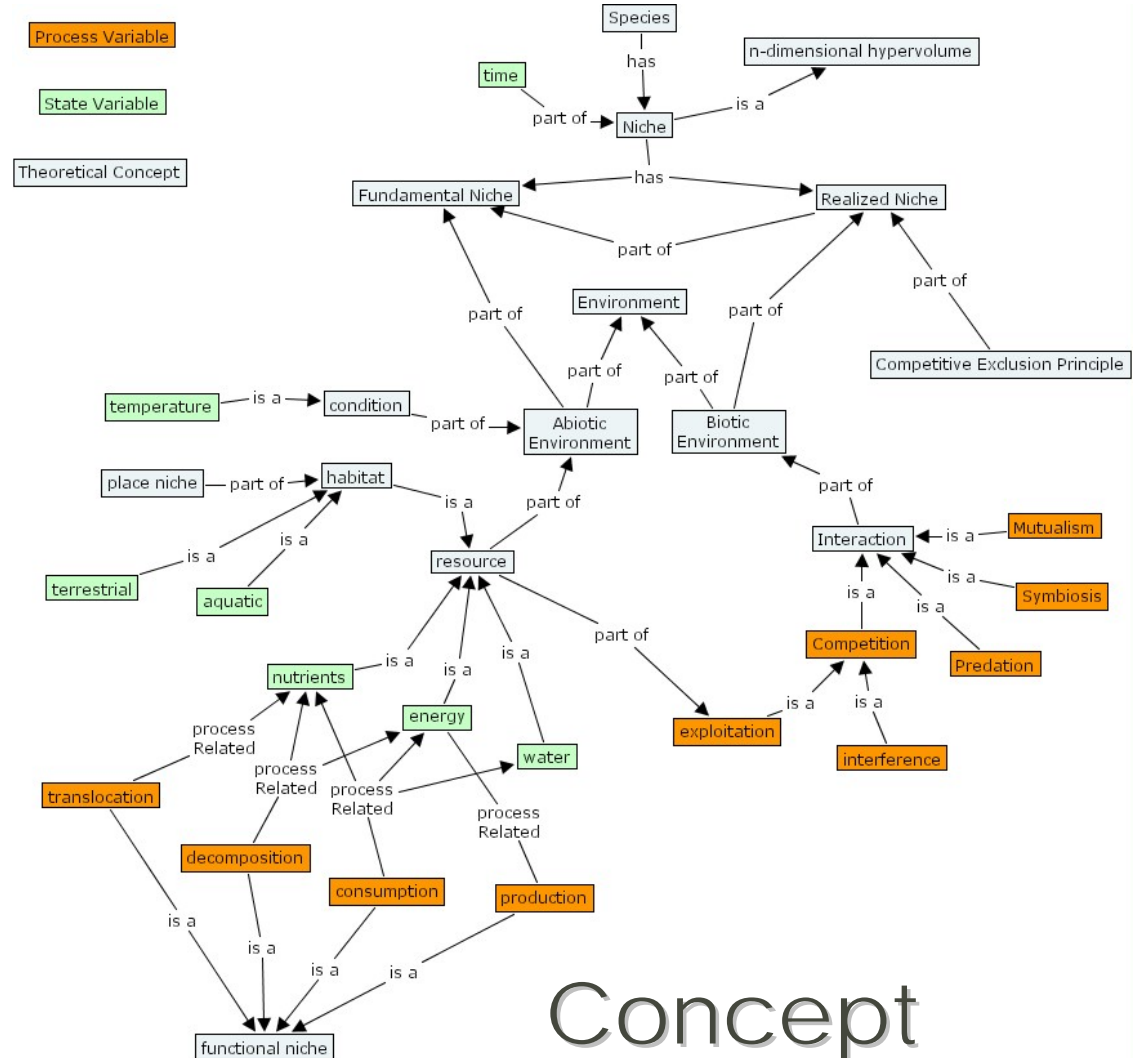 Process Variable
State Variable
Theoretical Concept
Species
has
n-dimensional hypervolume
time
is a
part of
Niche
has
Fundamental Niche
Realized Niche
part of
part of
Environment
part of
part of
part of
part of
Competitive Exclusion Principle
temperature
is a
condition
part of
Abiotic
Environment
Biotic
Environment
place niche
part of
habitat
is a
part of
part of
is a
is a
Interaction
is a
Mutualism
resource
terrestrial
aquatic
is a
is a
Symbiosis
is a
part of
Competition
Predation
is a
is a
is a
nutrients
is a
is a
energy
exploitation
process
Related
water
interference
process
Related
process
Related
translocation
process
Related
decomposition
consumption
production
is a
is a
is a
is a
functional niche
Concept